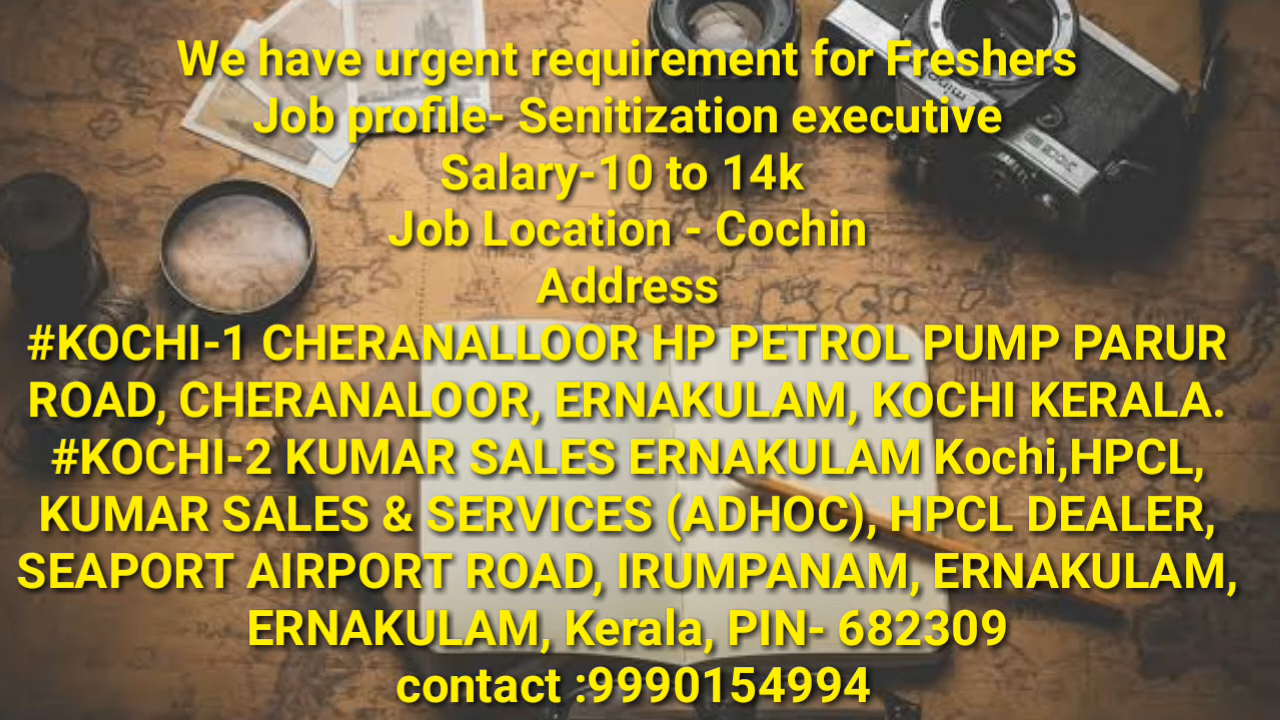 We have urgent requirement for Freshers
Job profile- Senitization executive
Salary-10 to 14k
Job Location - Cochin
Address
#KOCHI-1 CHERANALLOOR HP PETROL PUMP PARUR
ROAD, CHERANALOOR, ERNAKULAM, KOCHI KERALA.
#KOCHI-2 KUMAR SALES ERNAKULAM Kochi,HPCL,
KUMAR SALES & SERVICES (ADHOC), HPCL DEALER,
SEAPORT AIRPORT ROAD, IRUMPANAM, ERNAKULAM,
ERNAKULAM, Kerala, PIN- 682309
contact :9990154994